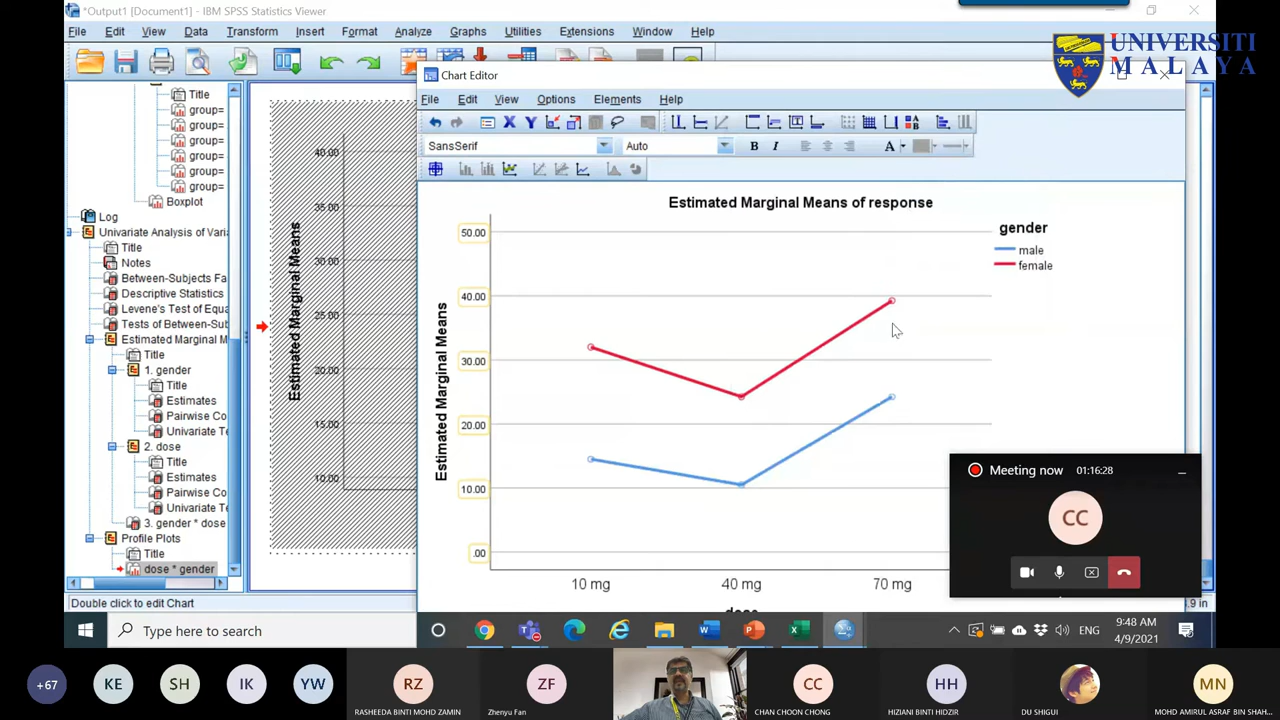 *Output1 [Document1] - IBM SPSS Statistics Viewer
File Edit View Data Transform Insert Format Analyze Graphs Utilities Extensions Window Help
UNIVERSITI
MALAYA
Title
group=
group=
group=
group=
group=
group=
Boxplot
Log
Univariate Analysis of Varia
Title
Notes
Between-Subjects Fa
Descriptive Statistics
Levene's Test of Equa
Tests of Between-Sub
Estimated Marginal M
Title
1. gender
Title
Estimates
Pairwise Co
Univariate T
2. dose
Title
Estimates
Pairwise Co
Univariate T
3. gender * dose
Profile Plots
Title
dose * gender
40.00
35.00
30.00
25.00
20.00
15.00
10.00
Estimated Marginal Means
Chart Editor
File Edit View Options Elements Help
SansSerif Auto B I A
Estimated Marginal Means of response
gender
male
female
50.00
40.00
30.00
20.00
10.00
.00
Estimated Marginal Means
10 mg 40 mg 70 mg
dose
Meeting now 01:16:28
CC
Double click to edit Chart
3.9 in
Type here to search
ENG
9:48 AM
4/9/2021
+67 KE SH IK YW RZ ZF CC HH MN
RASHEEDA BINTI MOHD ZAMIN Zhenyu Fan CHAN CHOON CHONG HIZIANI BINTI HIDZIR DU SHIGUI MOHD AMIRUL ASRAF BIN SHAH...